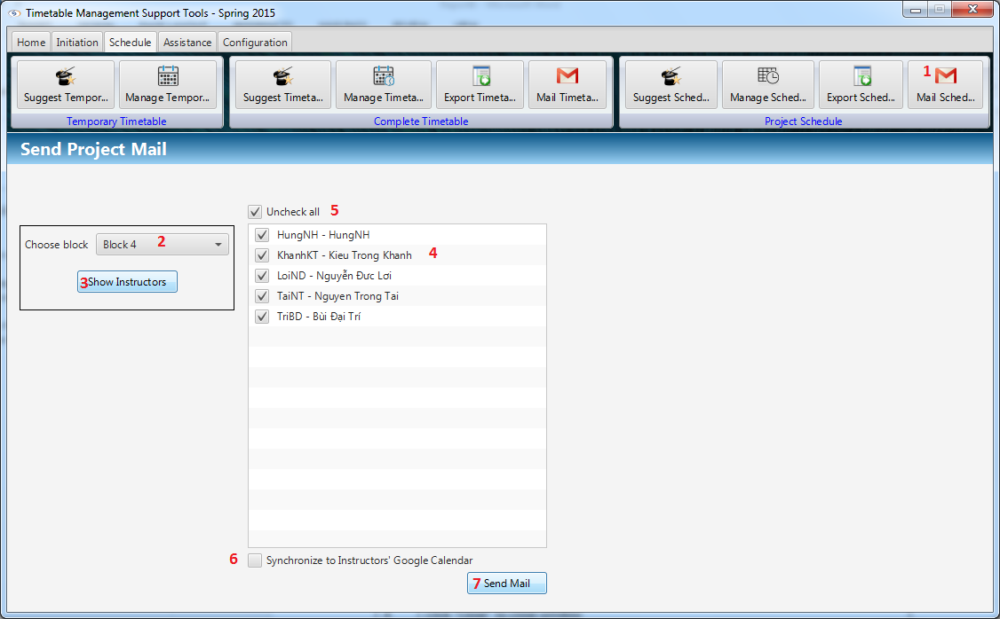 Timetable Management Support Tools - Spring 2015
Home Initiation Schedule Assistance Configuration
1
Suggest Tempor... Manage Tempor... Suggest Timeta... Manage Timeta... Export Timeta... Mail Timeta... Suggest Sched... Manage Sched... Export Sched... Mail Sched...
Temporary Timetable Complete Timetable Project Schedule
Send Project Mail
Uncheck all 5
Choose block Block 4 2
3 Show Instructors
HungNH - HungNH
KhanhKT - Kieu Trong Khanh 4
LoiND - Nguyễn Đưc Lơi
TaiNT - Nguyen Trong Tai
TriBD - Bùi Đại Trí
6 Synchronize to Instructors' Google Calendar
7 Send Mail